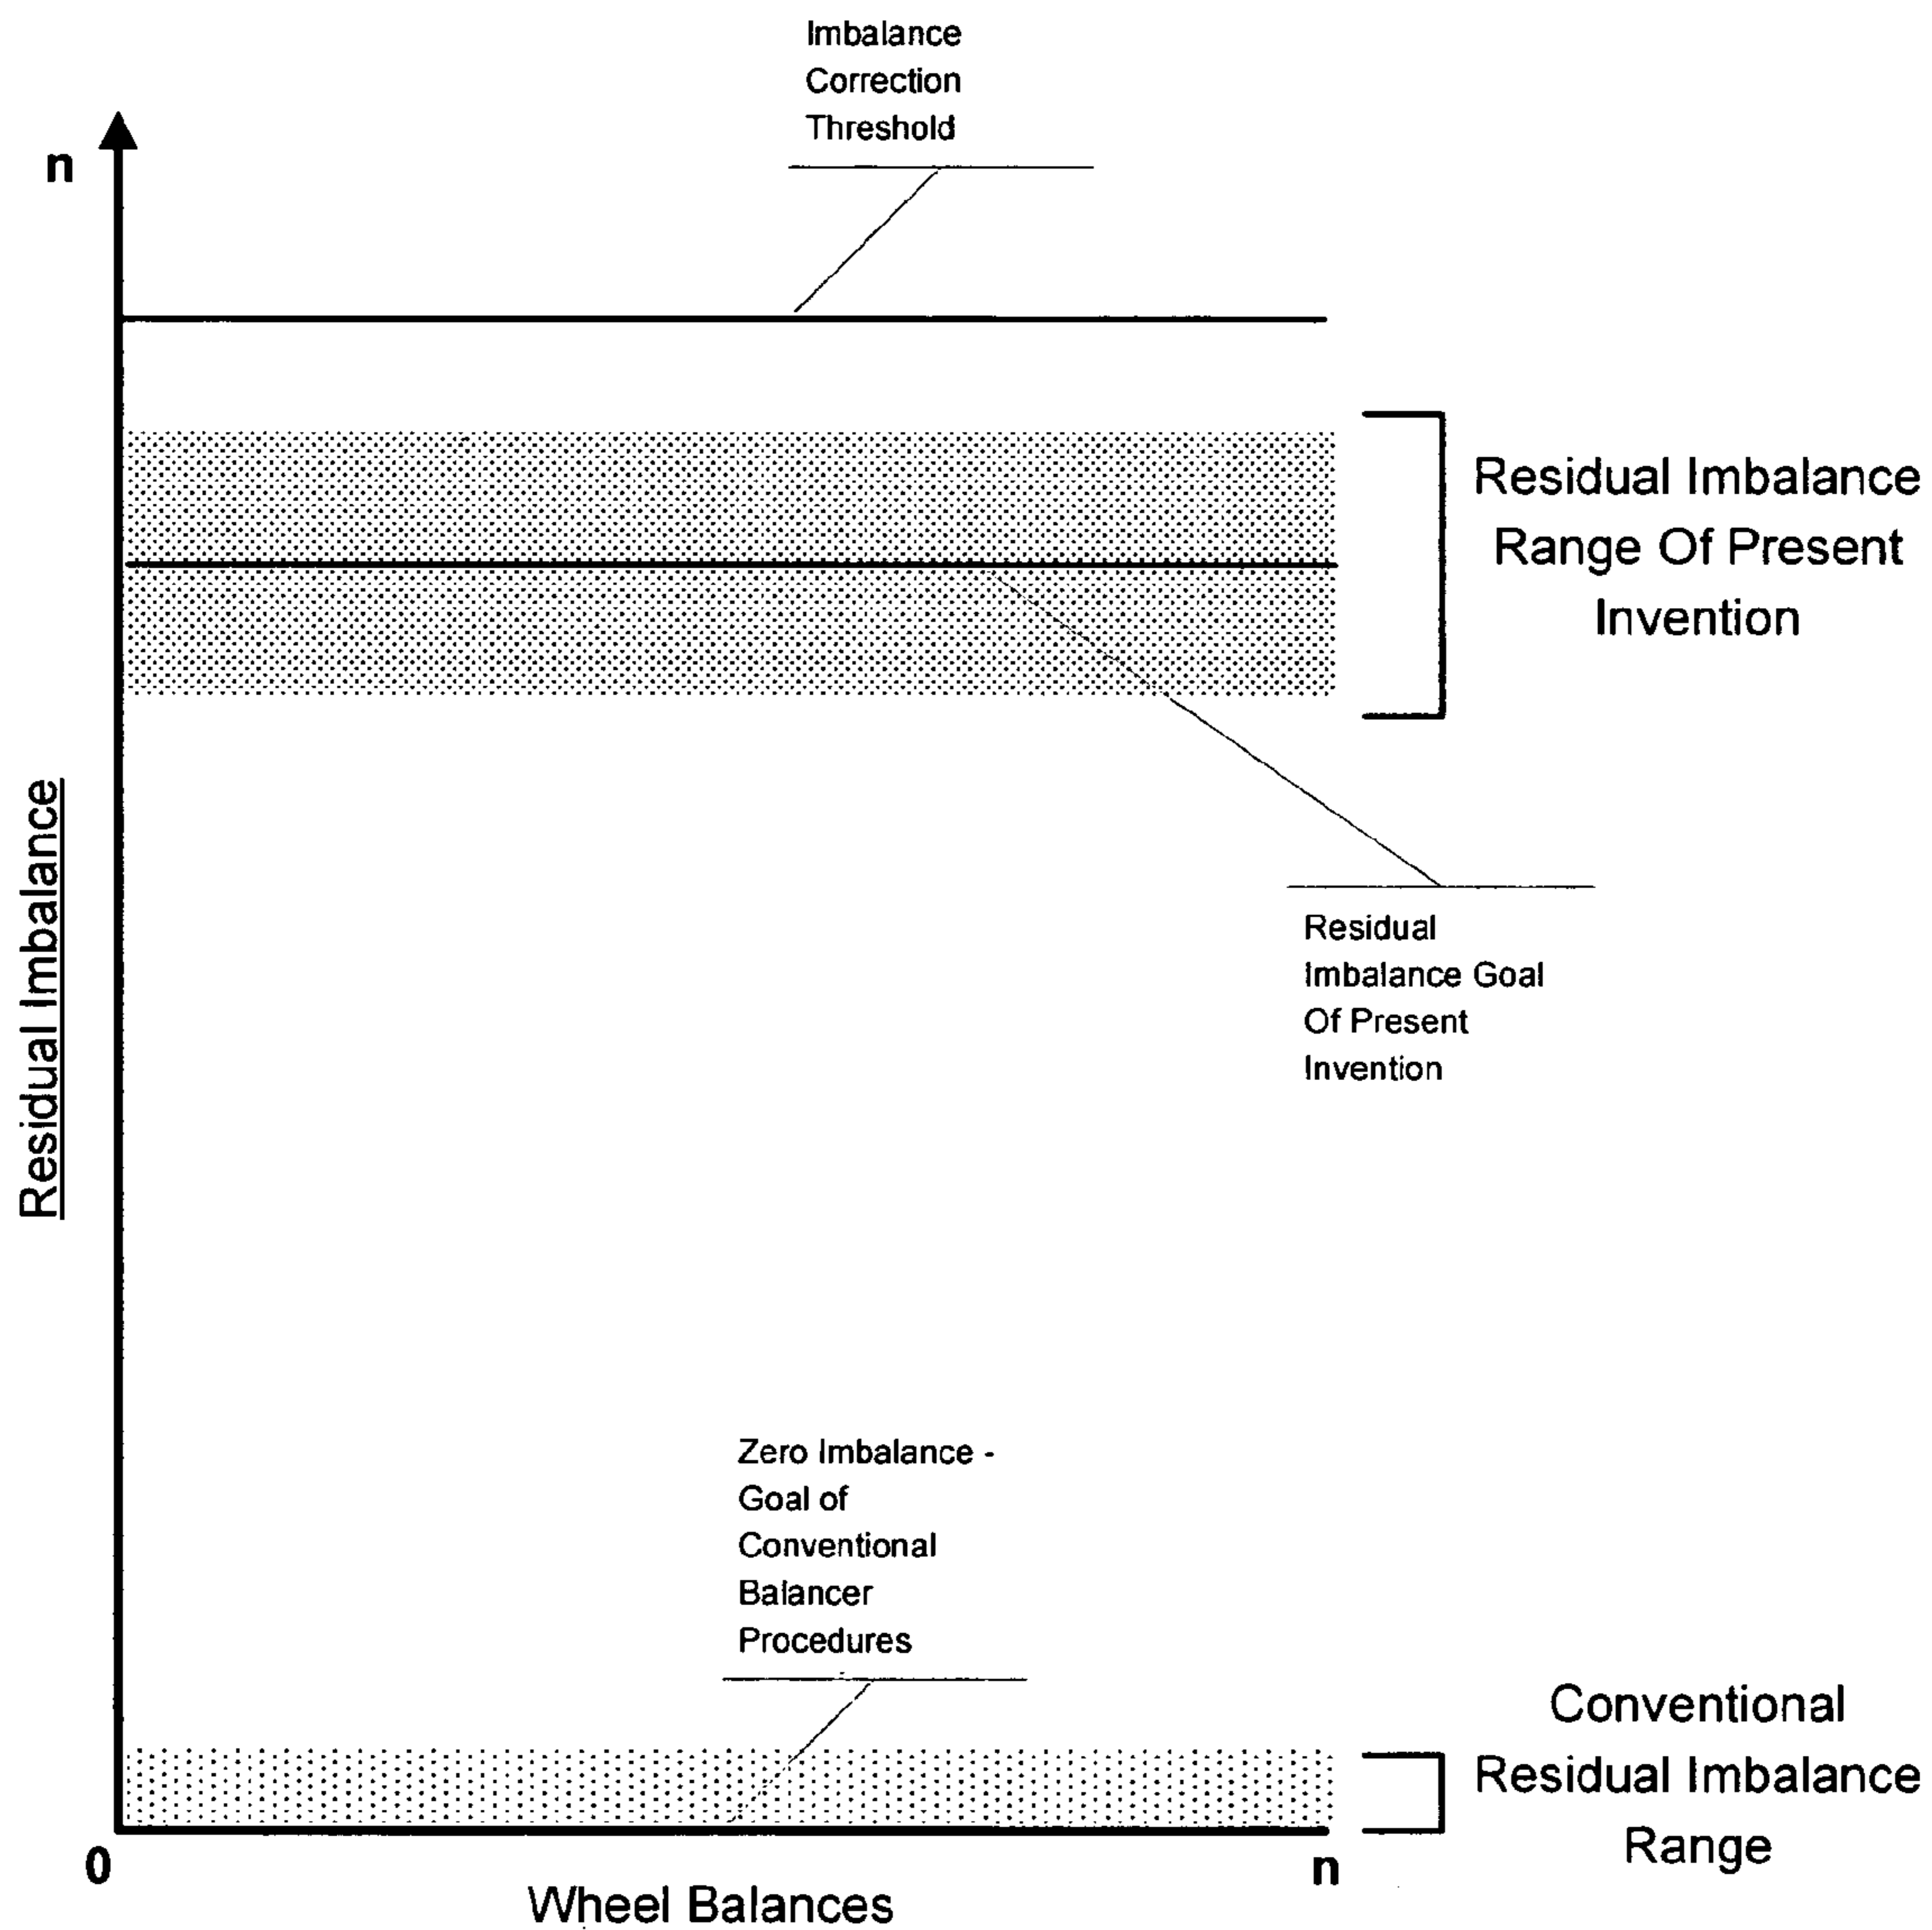 Imbalance
Correction
Threshold
n
Residual Imbalance
Range Of Present
Invention
Residual Imbalance
Residual
Imbalance Goal
Of Present
Invention
Zero Imbalance -
Goal of
Conventional
Balancer
Procedures
Conventional
Residual Imbalance
Range
0
n
Wheel Balances